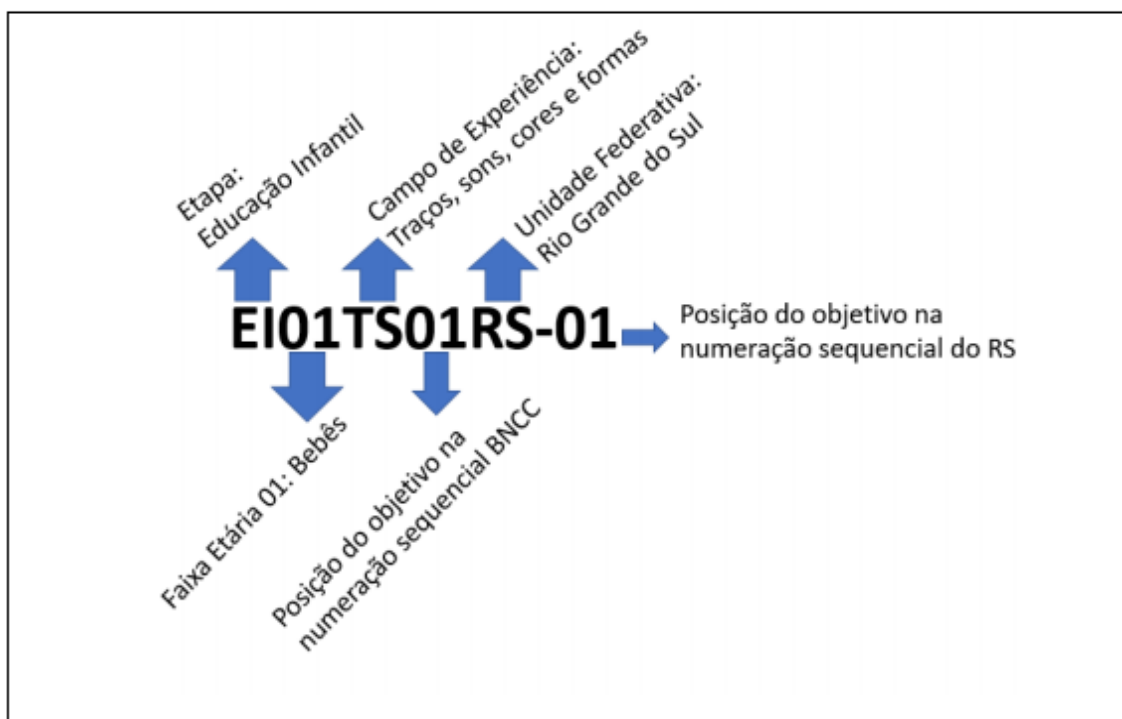 Etapa:
Educação Infantil
Campo de Experiência:
Traços, sons, cores e formas
Unidade Federativa:
Rio Grande do Sul
EI01TS01RS-01
Posição do objetivo na
numeração sequencial do RS
Faixa Etária 01: Bebês
Posição do objetivo na
numeração sequencial BNCC